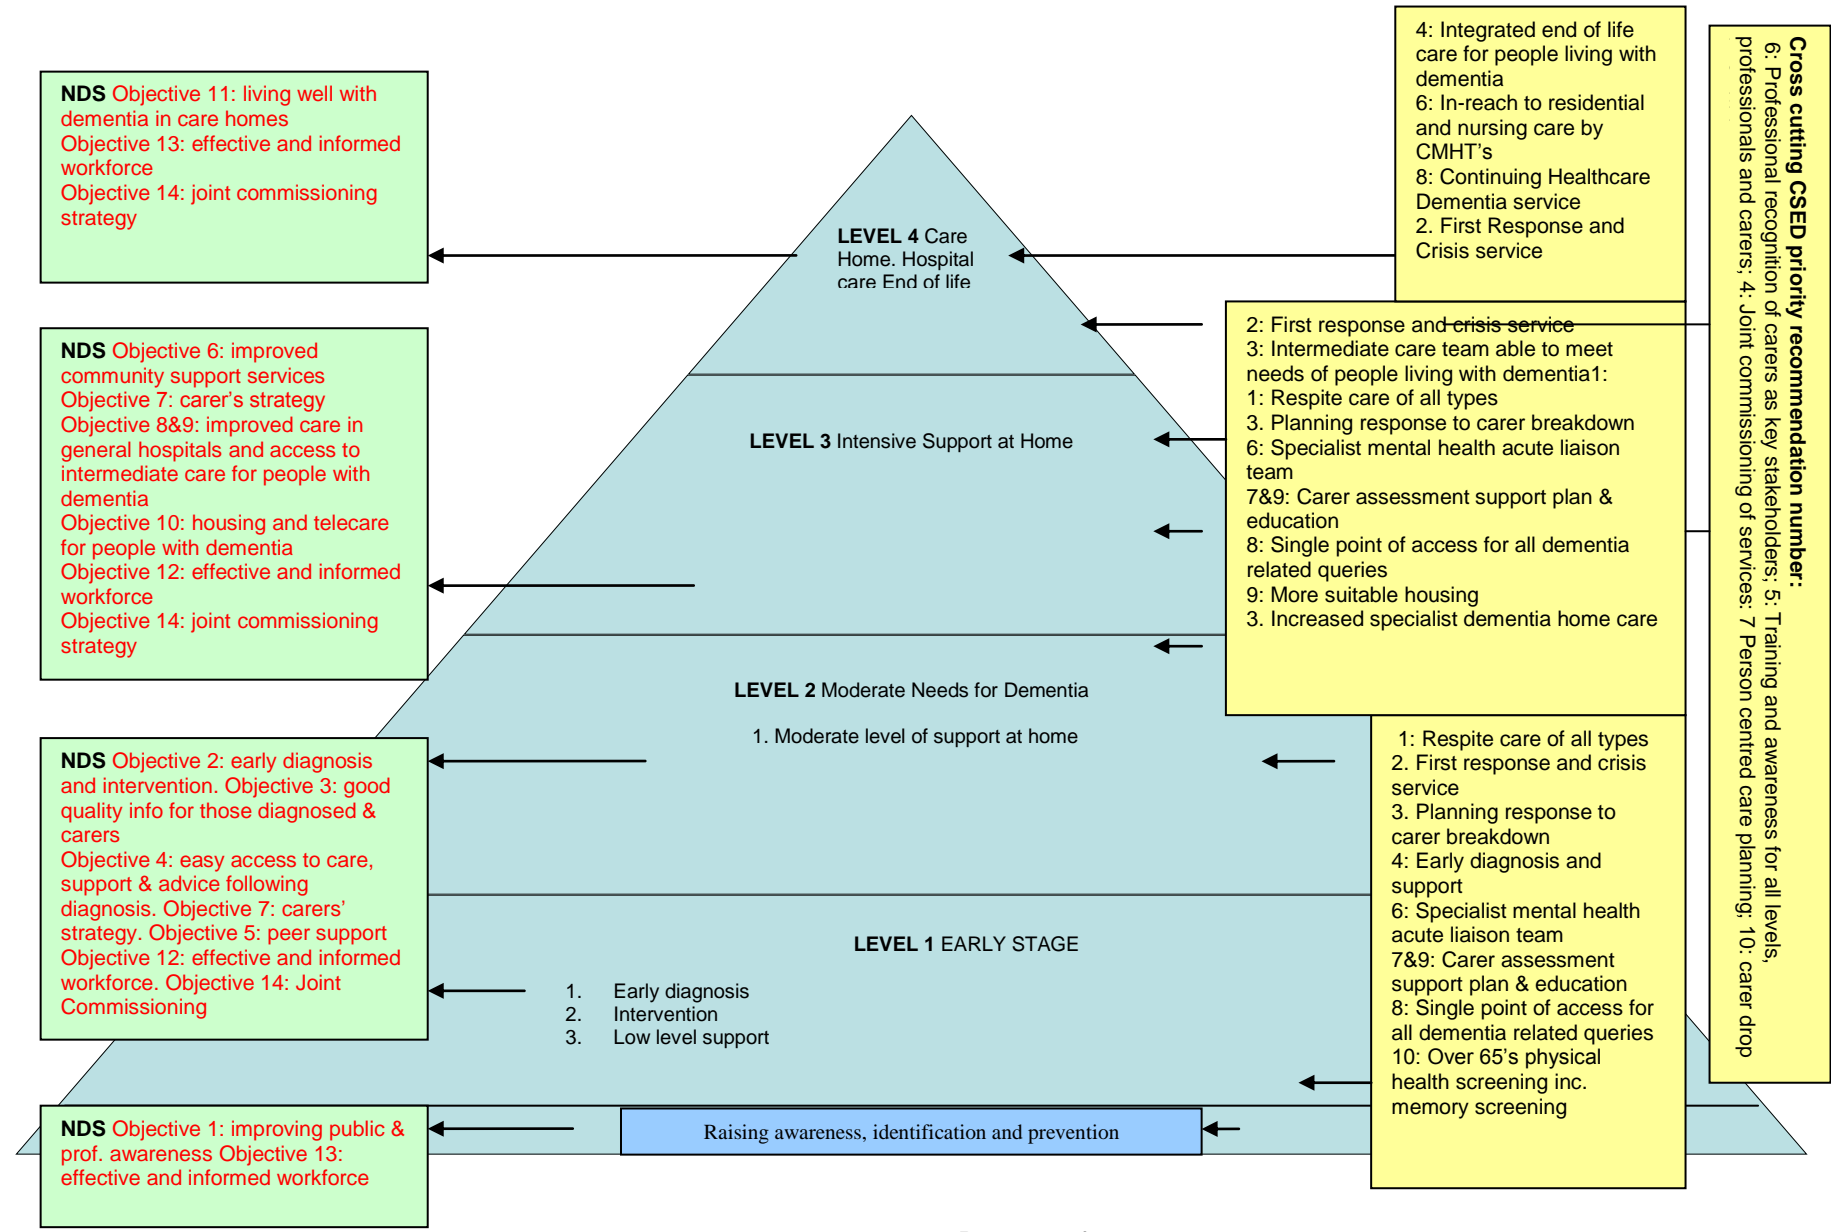 NDS Objective 11: living well with
dementia in care homes
Objective 13: effective and informed
workforce
Objective 14: joint commissioning
strategy
NDS Objective 6: improved
community support services
Objective 7: carer's strategy
Objective 8&9: improved care in
general hospitals and access to
intermediate care for people with
dementia
Objective 10: housing and telecare
for people with dementia
Objective 12: effective and informed
workforce
Objective 14: joint commissioning
strategy
NDS Objective 2: early diagnosis
and intervention. Objective 3: good
quality info for those diagnosed &
carers
Objective 4: easy access to care,
support & advice following
diagnosis. Objective 7: carers'
strategy. Objective 5: peer support
Objective 12: effective and informed
workforce. Objective 14: Joint
Commissioning
NDS Objective 1: improving public &
prof. awareness Objective 13:
effective and informed workforce
LEVEL 4 Care
Home. Hospital
care End of life
LEVEL 3 Intensive Support at Home
LEVEL 2 Moderate Needs for Dementia
1. Moderate level of support at home
LEVEL 1 EARLY STAGE
1. Early diagnosis
2. Intervention
3. Low level support
Raising awareness, identification and prevention
4: Integrated end of life
care for people living with
dementia
6: In-reach to residential
and nursing care by
CMHT's
8: Continuing Healthcare
Dementia service
2. First Response and
Crisis service
2: First response and crisis service
3: Intermediate care team able to meet
needs of people living with dementia1:
1: Respite care of all types
3. Planning response to carer breakdown
6: Specialist mental health acute liaison
team
7&9: Carer assessment support plan &
education
8: Single point of access for all dementia
related queries
9: More suitable housing
3. Increased specialist dementia home care
1: Respite care of all types
2. First response and crisis
service
3. Planning response to
carer breakdown
4: Early diagnosis and
support
6: Specialist mental health
acute liaison team
7&9: Carer assessment
support plan & education
8: Single point of access for
all dementia related queries
10: Over 65's physical
health screening inc.
memory screening
Cross cutting CSED priority recommendation number:
6: Professional recognition of carers as key stakeholders; 5: Training and awareness for all levels,
professionals and carers; 4: Joint commissioning of services: 7 Person centred care planning; 10: carer drop